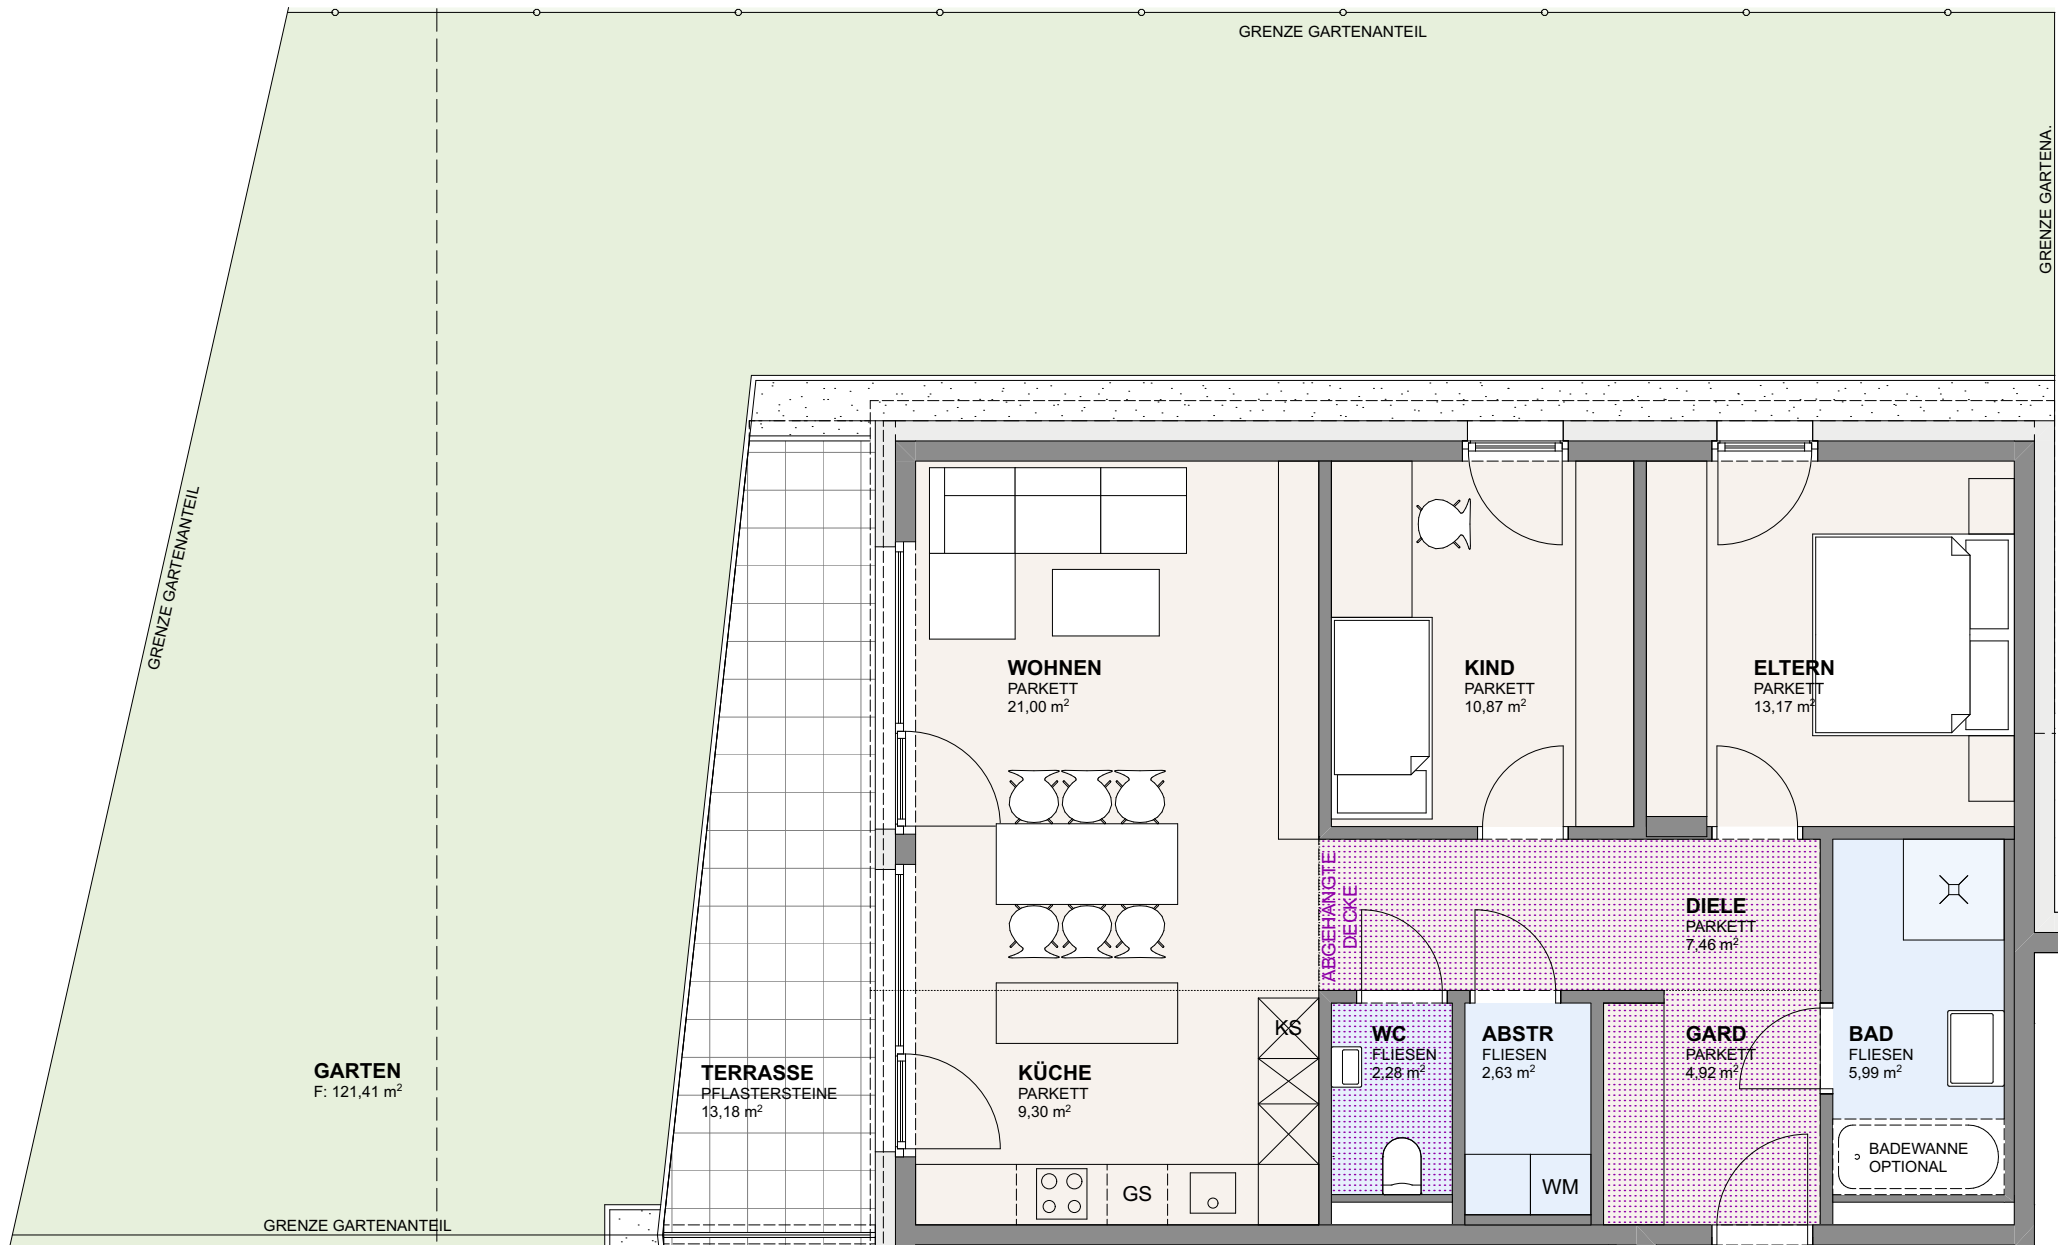 GRENZE GARTENANTEIL
GRENZE GARTENA.
GRENZE GARTENANTEIL
WOHNEN
PARKETT
21,00 m²
KIND
PARKETT
10,87 m²
ELTERN
PARKETT
13,17 m²
ABGEHÄNGTE
DECKE
DIELE
PARKETT
7,46 m²
GARTEN
F: 121,41 m²
TERRASSE
PFLASTERSTEINE
13,18 m²
KÜCHE
PARKETT
9,30 m²
KS
WC
FLIESEN
2,28 m²
ABSTR
FLIESEN
2,63 m²
GARD
PARKETT
4,92 m²
BAD
FLIESEN
5,99 m²
BADEWANNE
OPTIONAL
GS
WM
GRENZE GARTENANTEIL